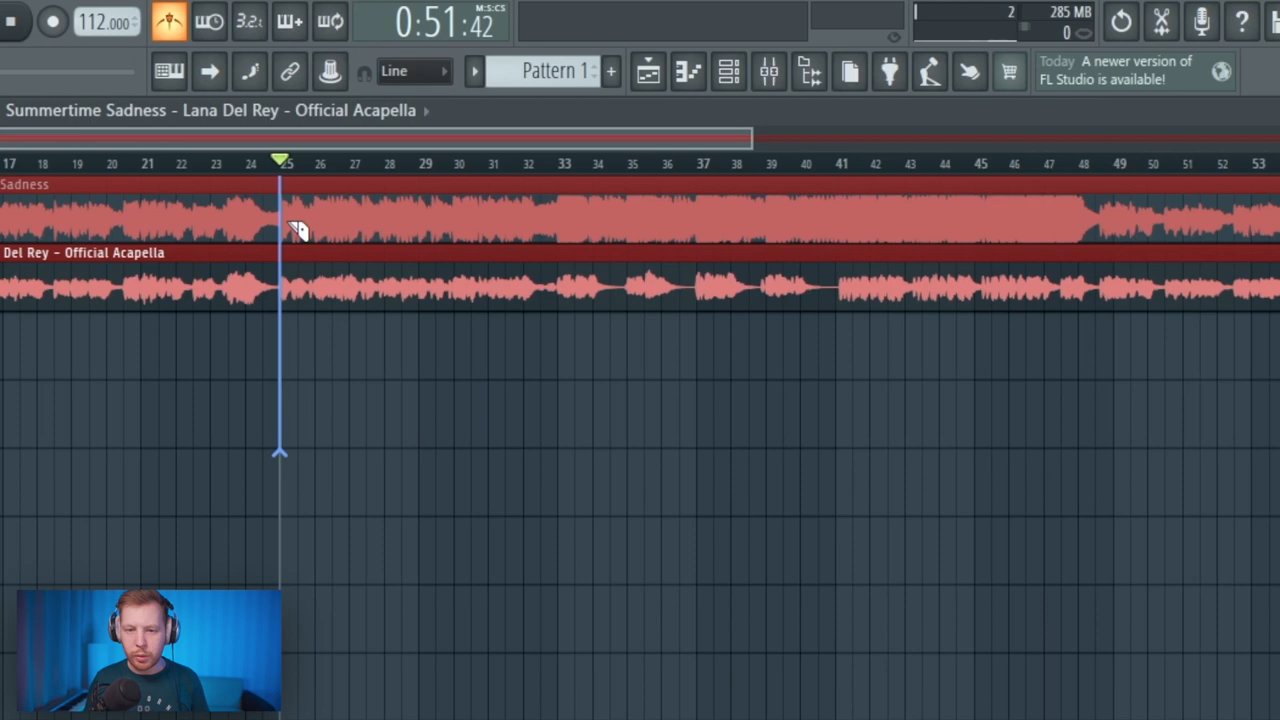 112.000
3.2.1
0:51:42
M:S:CS
2
285 MB
0
Line
Pattern 1
+
Today A newer version of
FL Studio is available!
Summertime Sadness - Lana Del Rey - Official Acapella
17 18 19 20 21 22 23 24 25 26 27 28 29 30 31 32 33 34 35 36 37 38 39 40 41 42 43 44 45 46 47 48 49 50 51 52 53
Sadness
Del Rey - Official Acapella